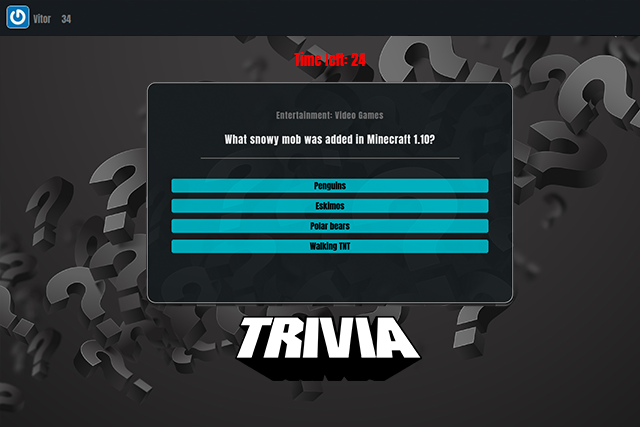 Vitor 34
Time left: 24
Entertainment: Video Games
What snowy mob was added in Minecraft 1.10?
Penguins
Eskimos
Polar bears
Walking TNT
TRIVIA